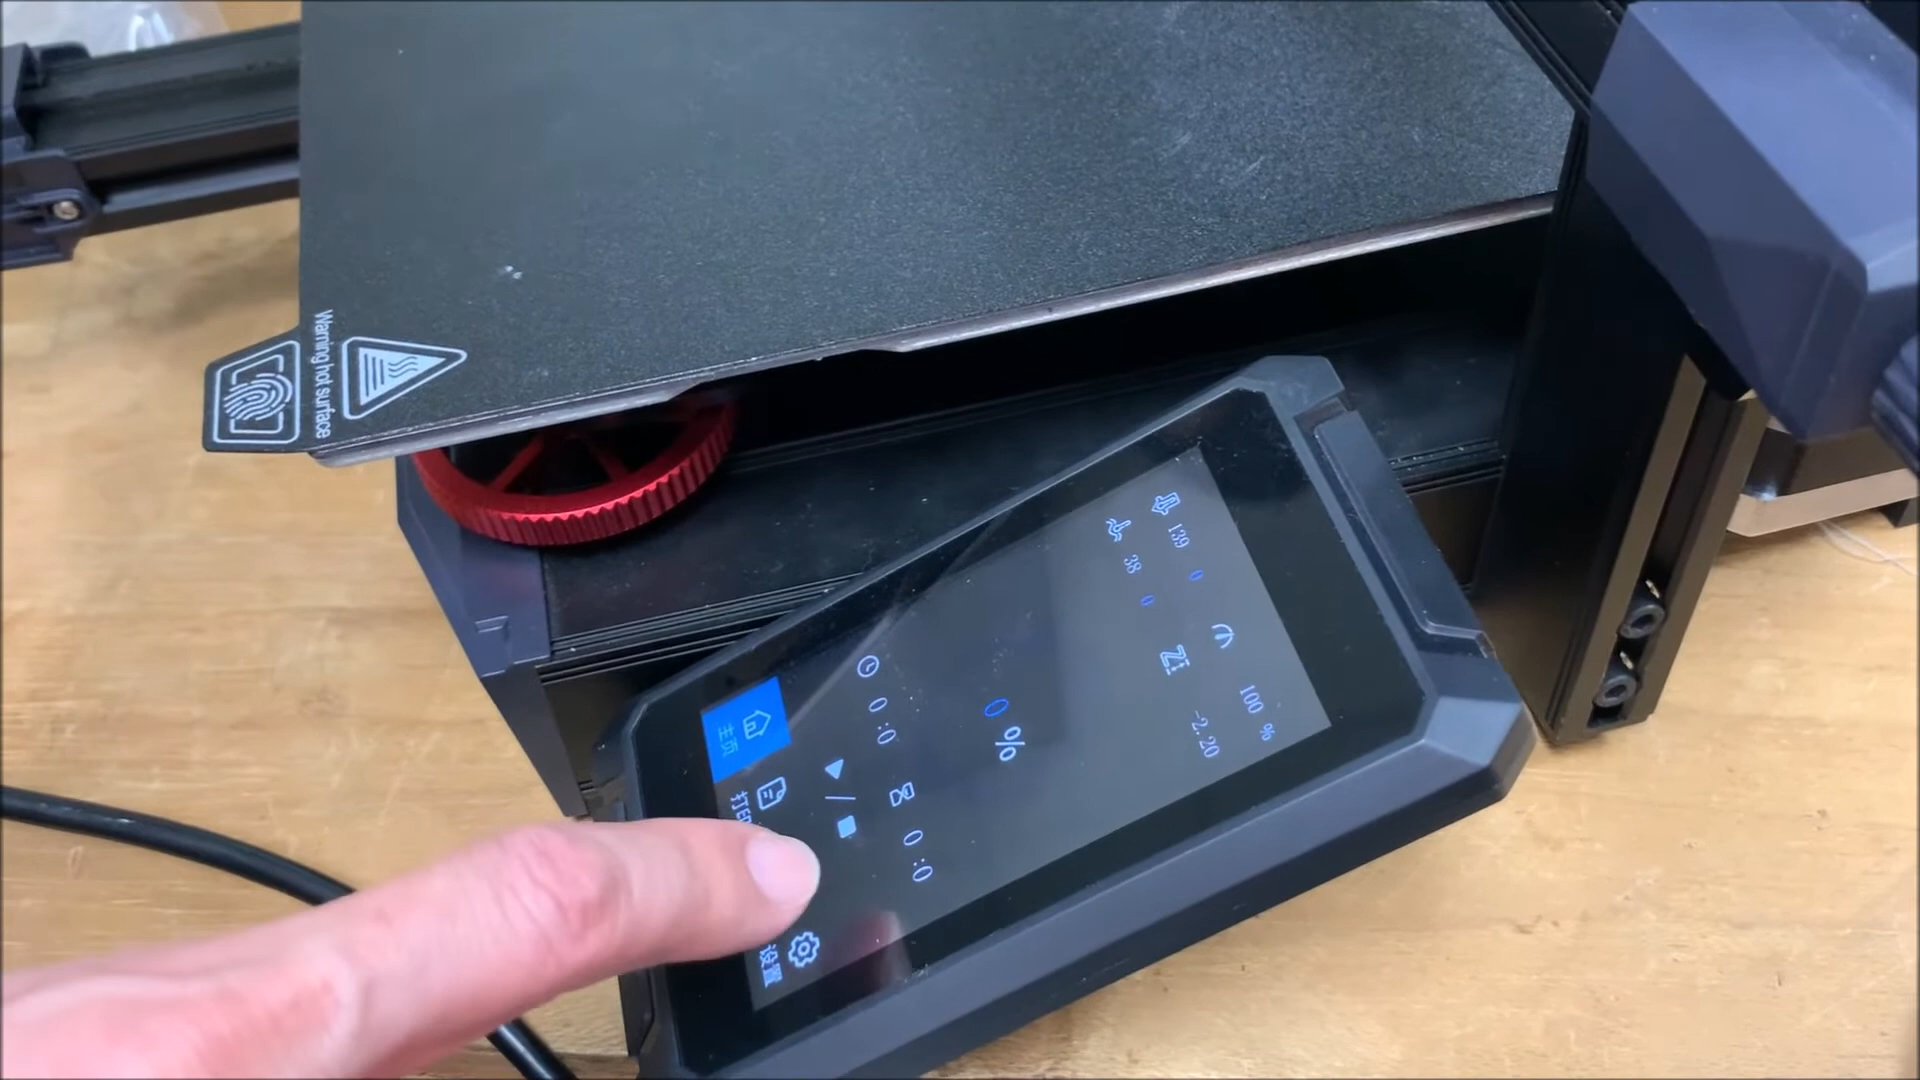 Warning hot surface
139 0
100 %
38 0
Z: -2.20
0 %
0 :0
0 :0
主页
设置